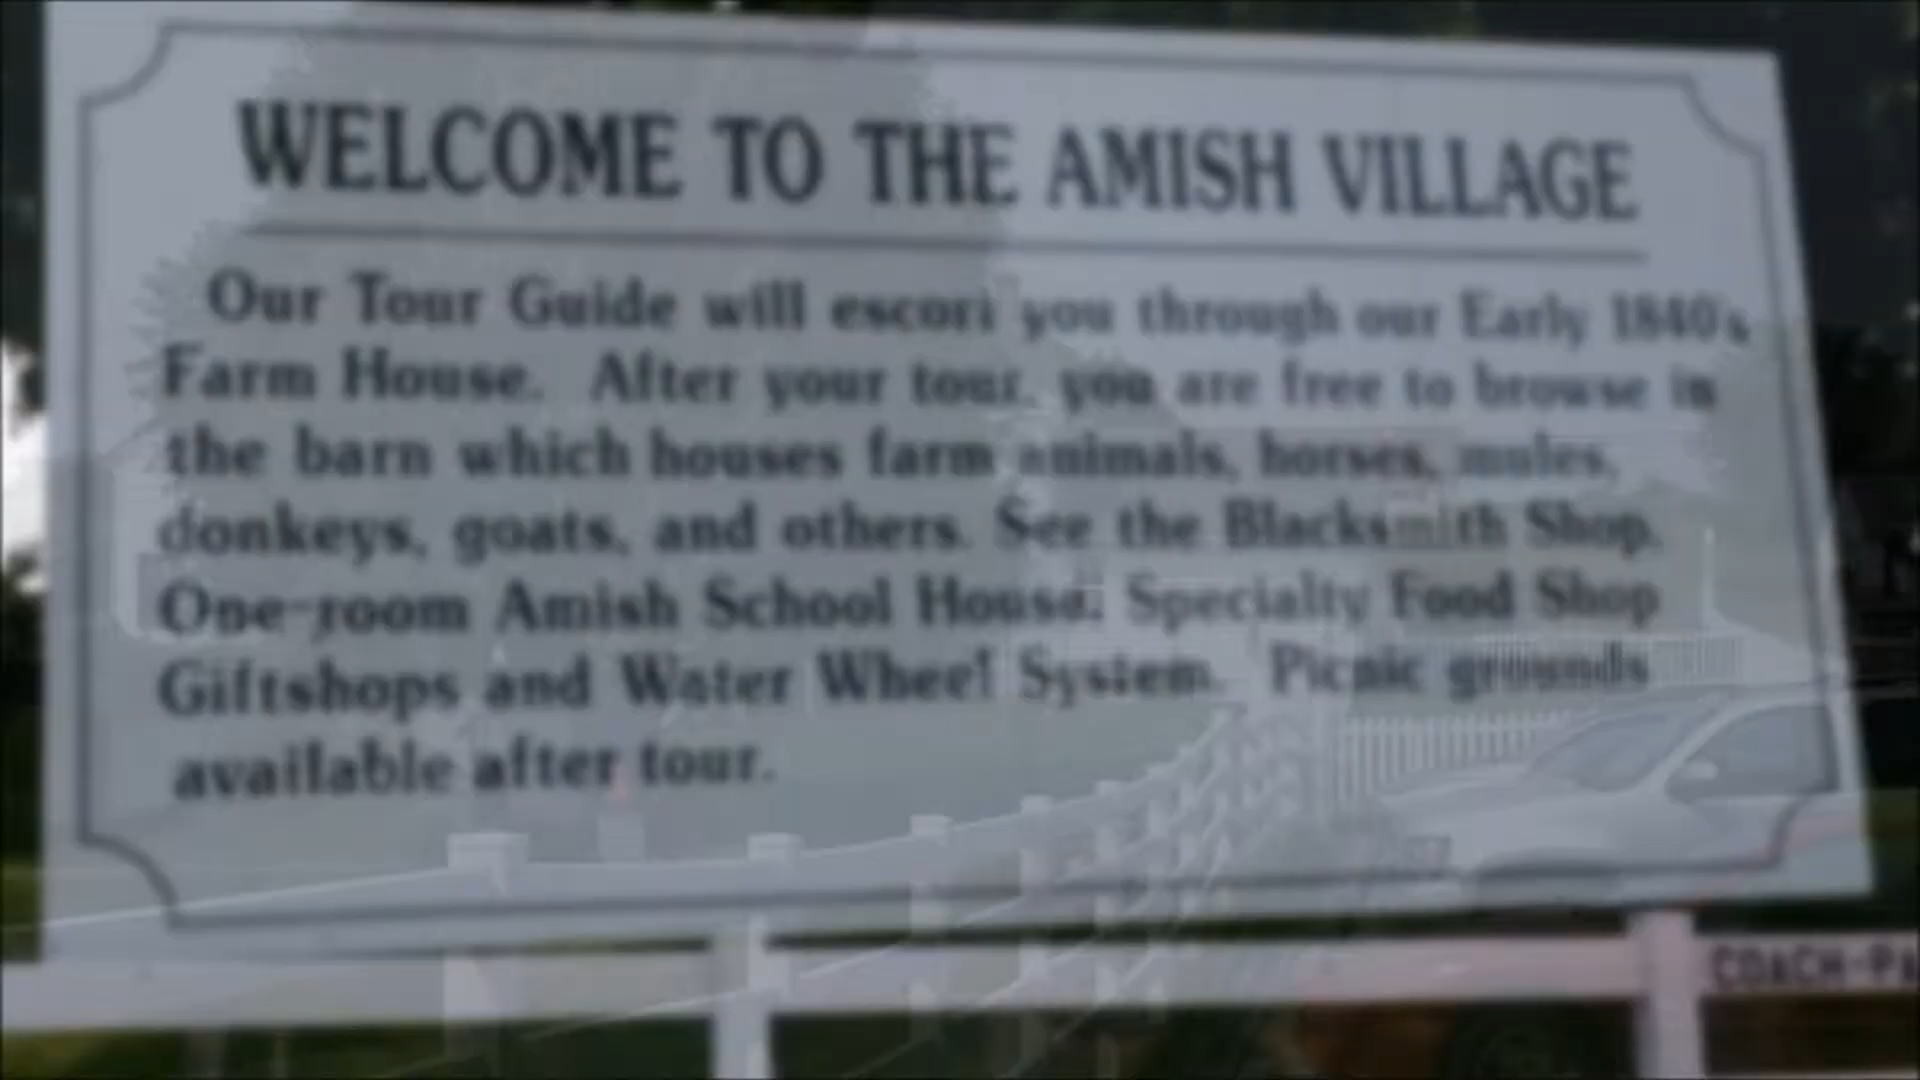 WELCOME TO THE AMISH VILLAGE
Our Tour Guide will escort you through our Early 1840's
Farm House. After your tour, you are free to browse in
the barn which houses farm animals, horses, mules,
donkeys, goats, and others. See the Blacksmith Shop,
One-room Amish School House, Specialty Food Shop
Giftshops and Water Wheel System. Picnic grounds
available after tour.
COACH-PA